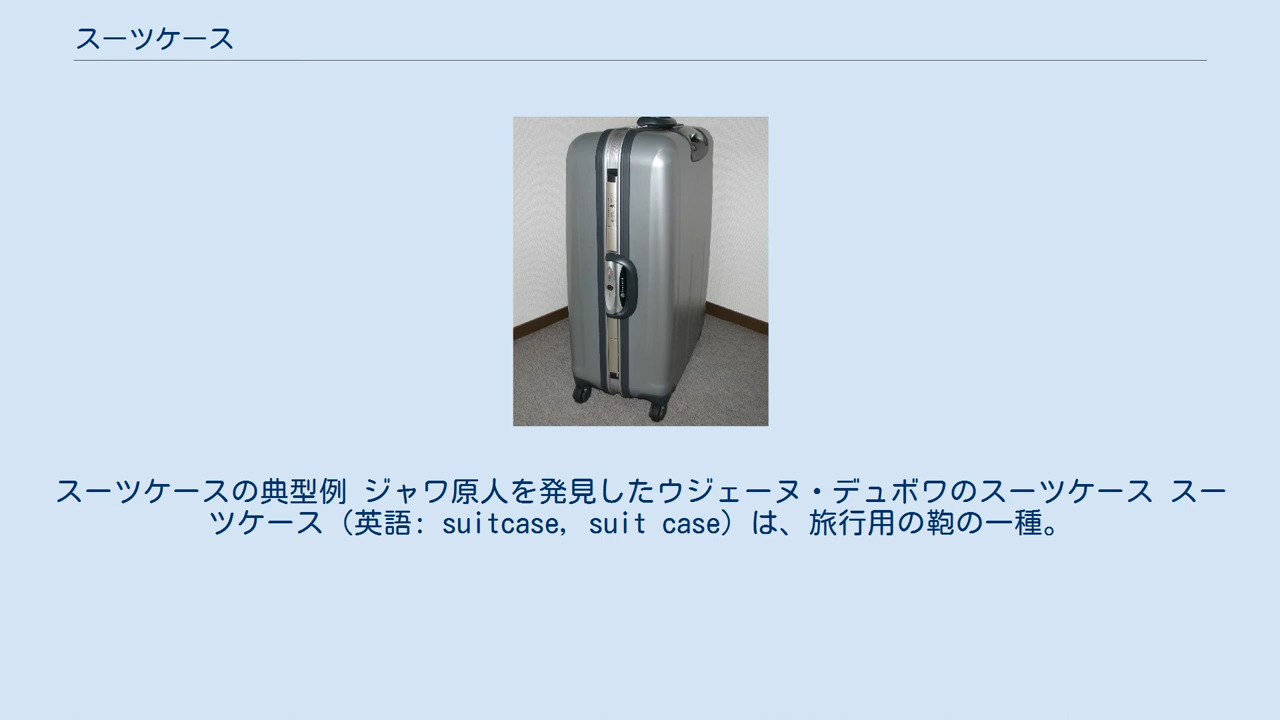 スーツケース
スーツケースの典型例 ジャワ原人を発見したウジェーヌ・デュボワのスーツケース スー
ツケース（英語: suitcase, suit case）は、旅行用の鞄の一種。